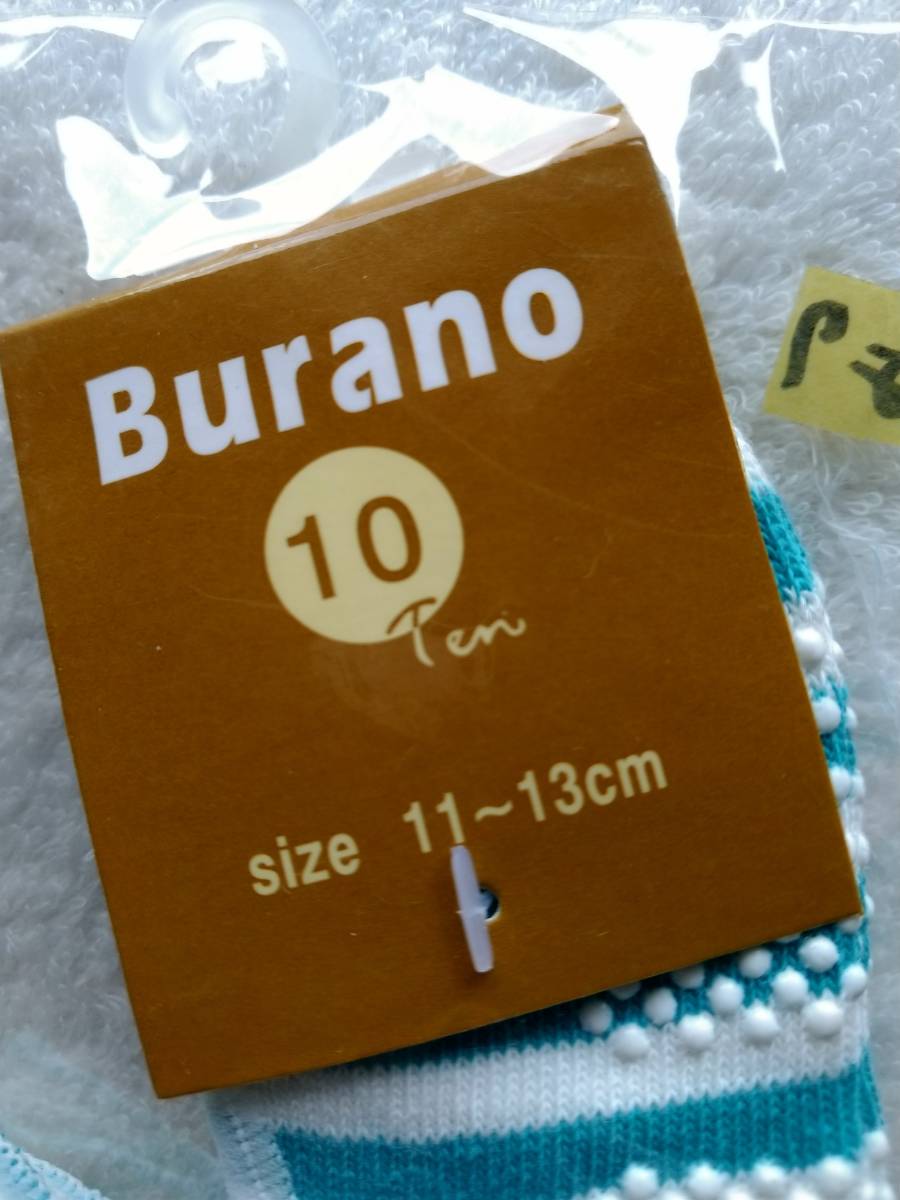 Burano
10
Ten
size 11~13cm